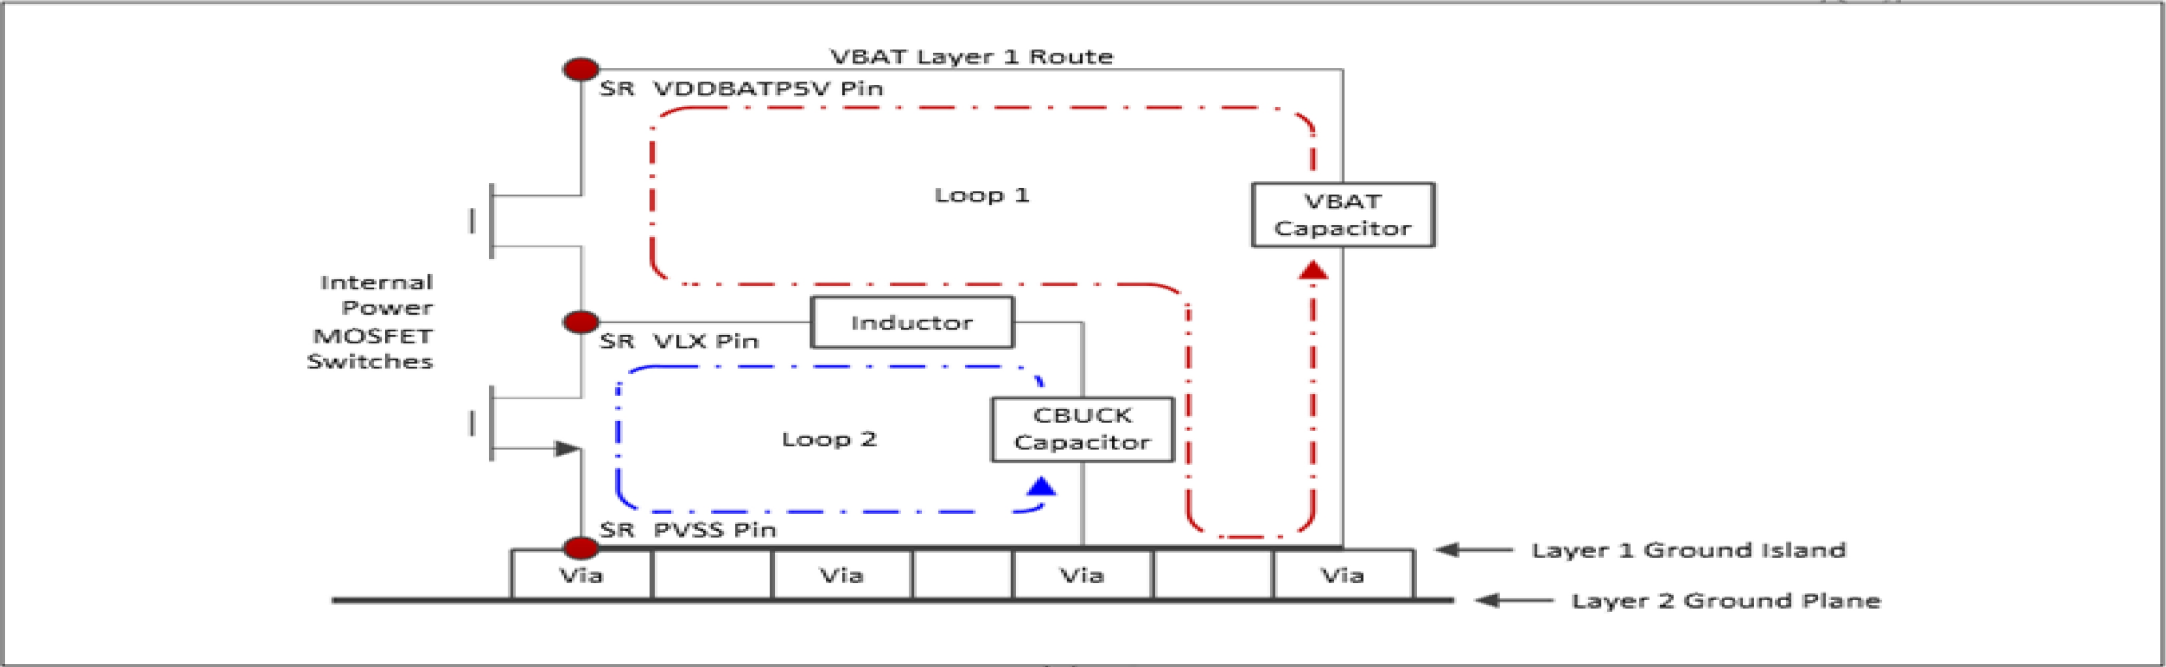 VBAT Layer 1 Route
SR VDDBATP5V Pin
Loop 1
VBAT
Capacitor
Internal
Power
MOSFET
Switches
Inductor
SR VLX Pin
CBUCK
Capacitor
Loop 2
SR PVSS Pin
Via
Via
Via
Via
Layer 1 Ground Island
Layer 2 Ground Plane